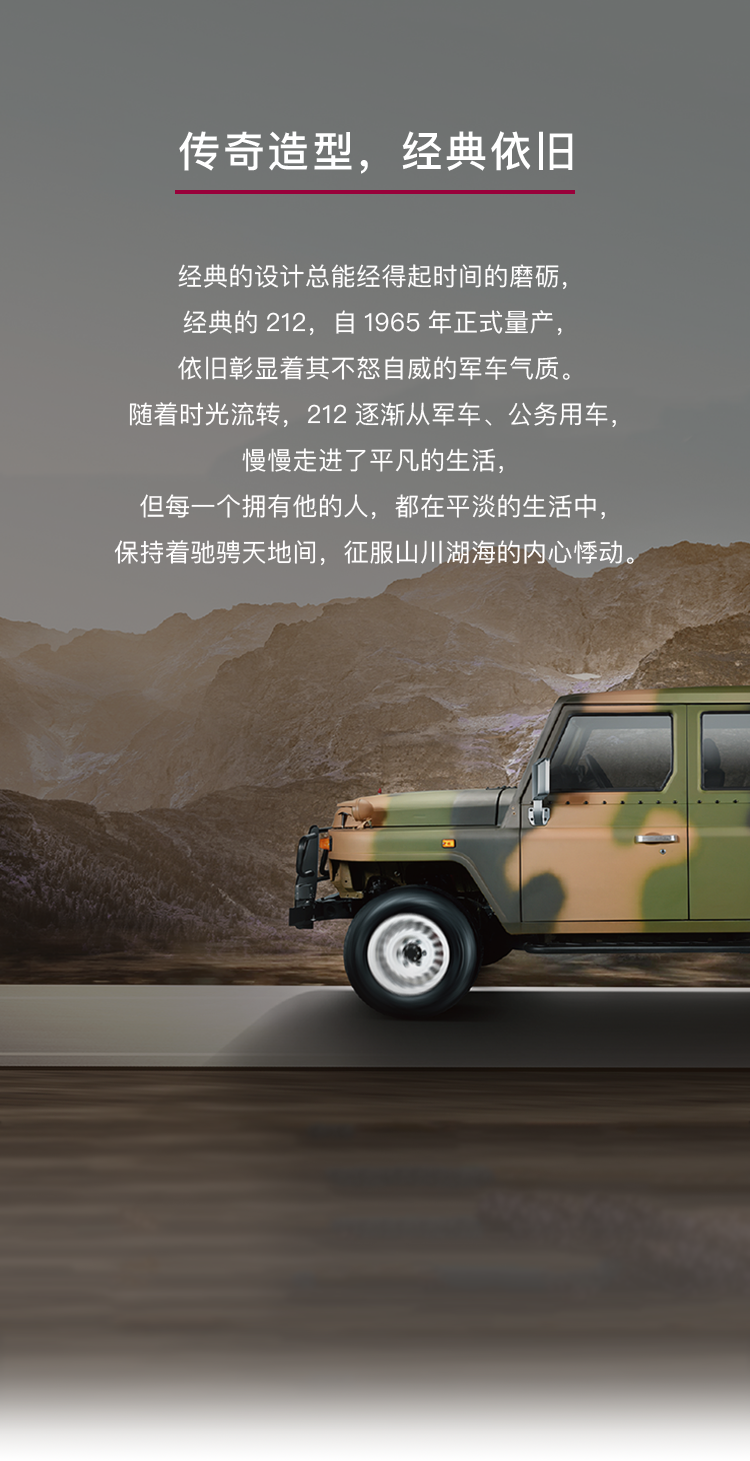 传奇造型，经典依旧
经典的设计总能经得起时间的磨砺，
经典的 212，自 1965 年正式量产，
依旧彰显着其不怒自威的军车气质。
随着时光流转，212 逐渐从军车、公务用车，
慢慢走进了平凡的生活，
但每一个拥有他的人，都在平淡的生活中，
保持着驰骋天地间，征服山川湖海的内心悸动。